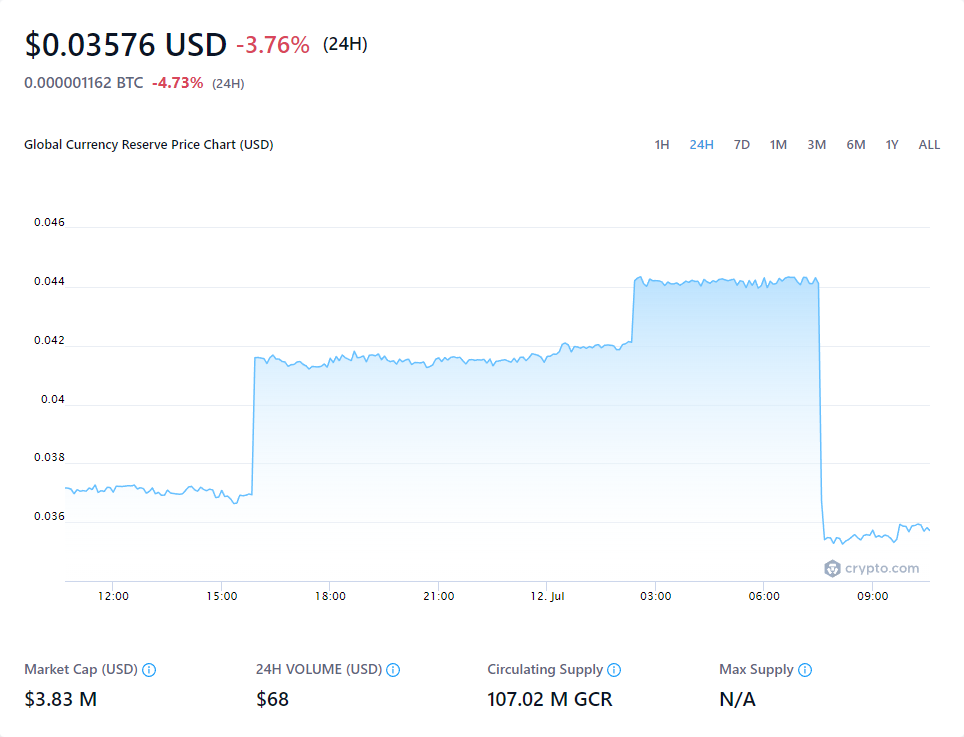 $0.03576 USD -3.76% (24H)
0.000001162 BTC -4.73% (24H)
Global Currency Reserve Price Chart (USD) 1H 24H 7D 1M 3M 6M 1Y ALL
0.046
0.044
0.042
0.04
0.038
0.036
crypto.com
12:00 15:00 18:00 21:00 12. Jul 03:00 06:00 09:00
Market Cap (USD) 24H VOLUME (USD) Circulating Supply Max Supply
$3.83 M $68 107.02 M GCR N/A